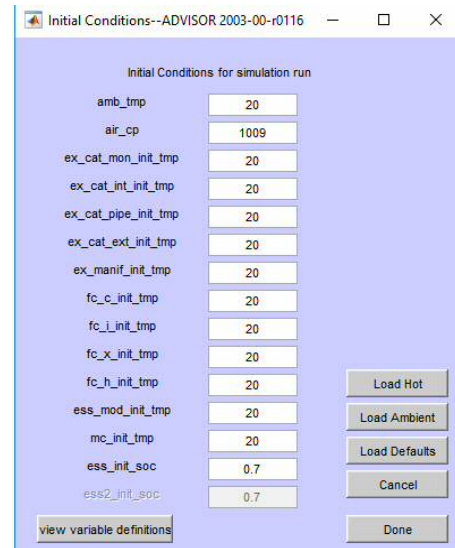 Initial Conditions--ADVISOR 2003-00-r0116
Initial Conditions for simulation run
amb_tmp 20
air_cp 1009
ex_cat_mon_init_tmp 20
ex_cat_int_init_tmp 20
ex_cat_pipe_init_tmp 20
ex_cat_ext_init_tmp 20
ex_manif_init_tmp 20
fc_c_init_tmp 20
fc_i_init_tmp 20
fc_x_init_tmp 20
fc_h_init_tmp 20
Load Hot
ess_mod_init_tmp 20
Load Ambient
mc_init_tmp 20
Load Defaults
ess_init_soc 0.7
Cancel
ess2_init_soc 0.7
view variable definitions
Done